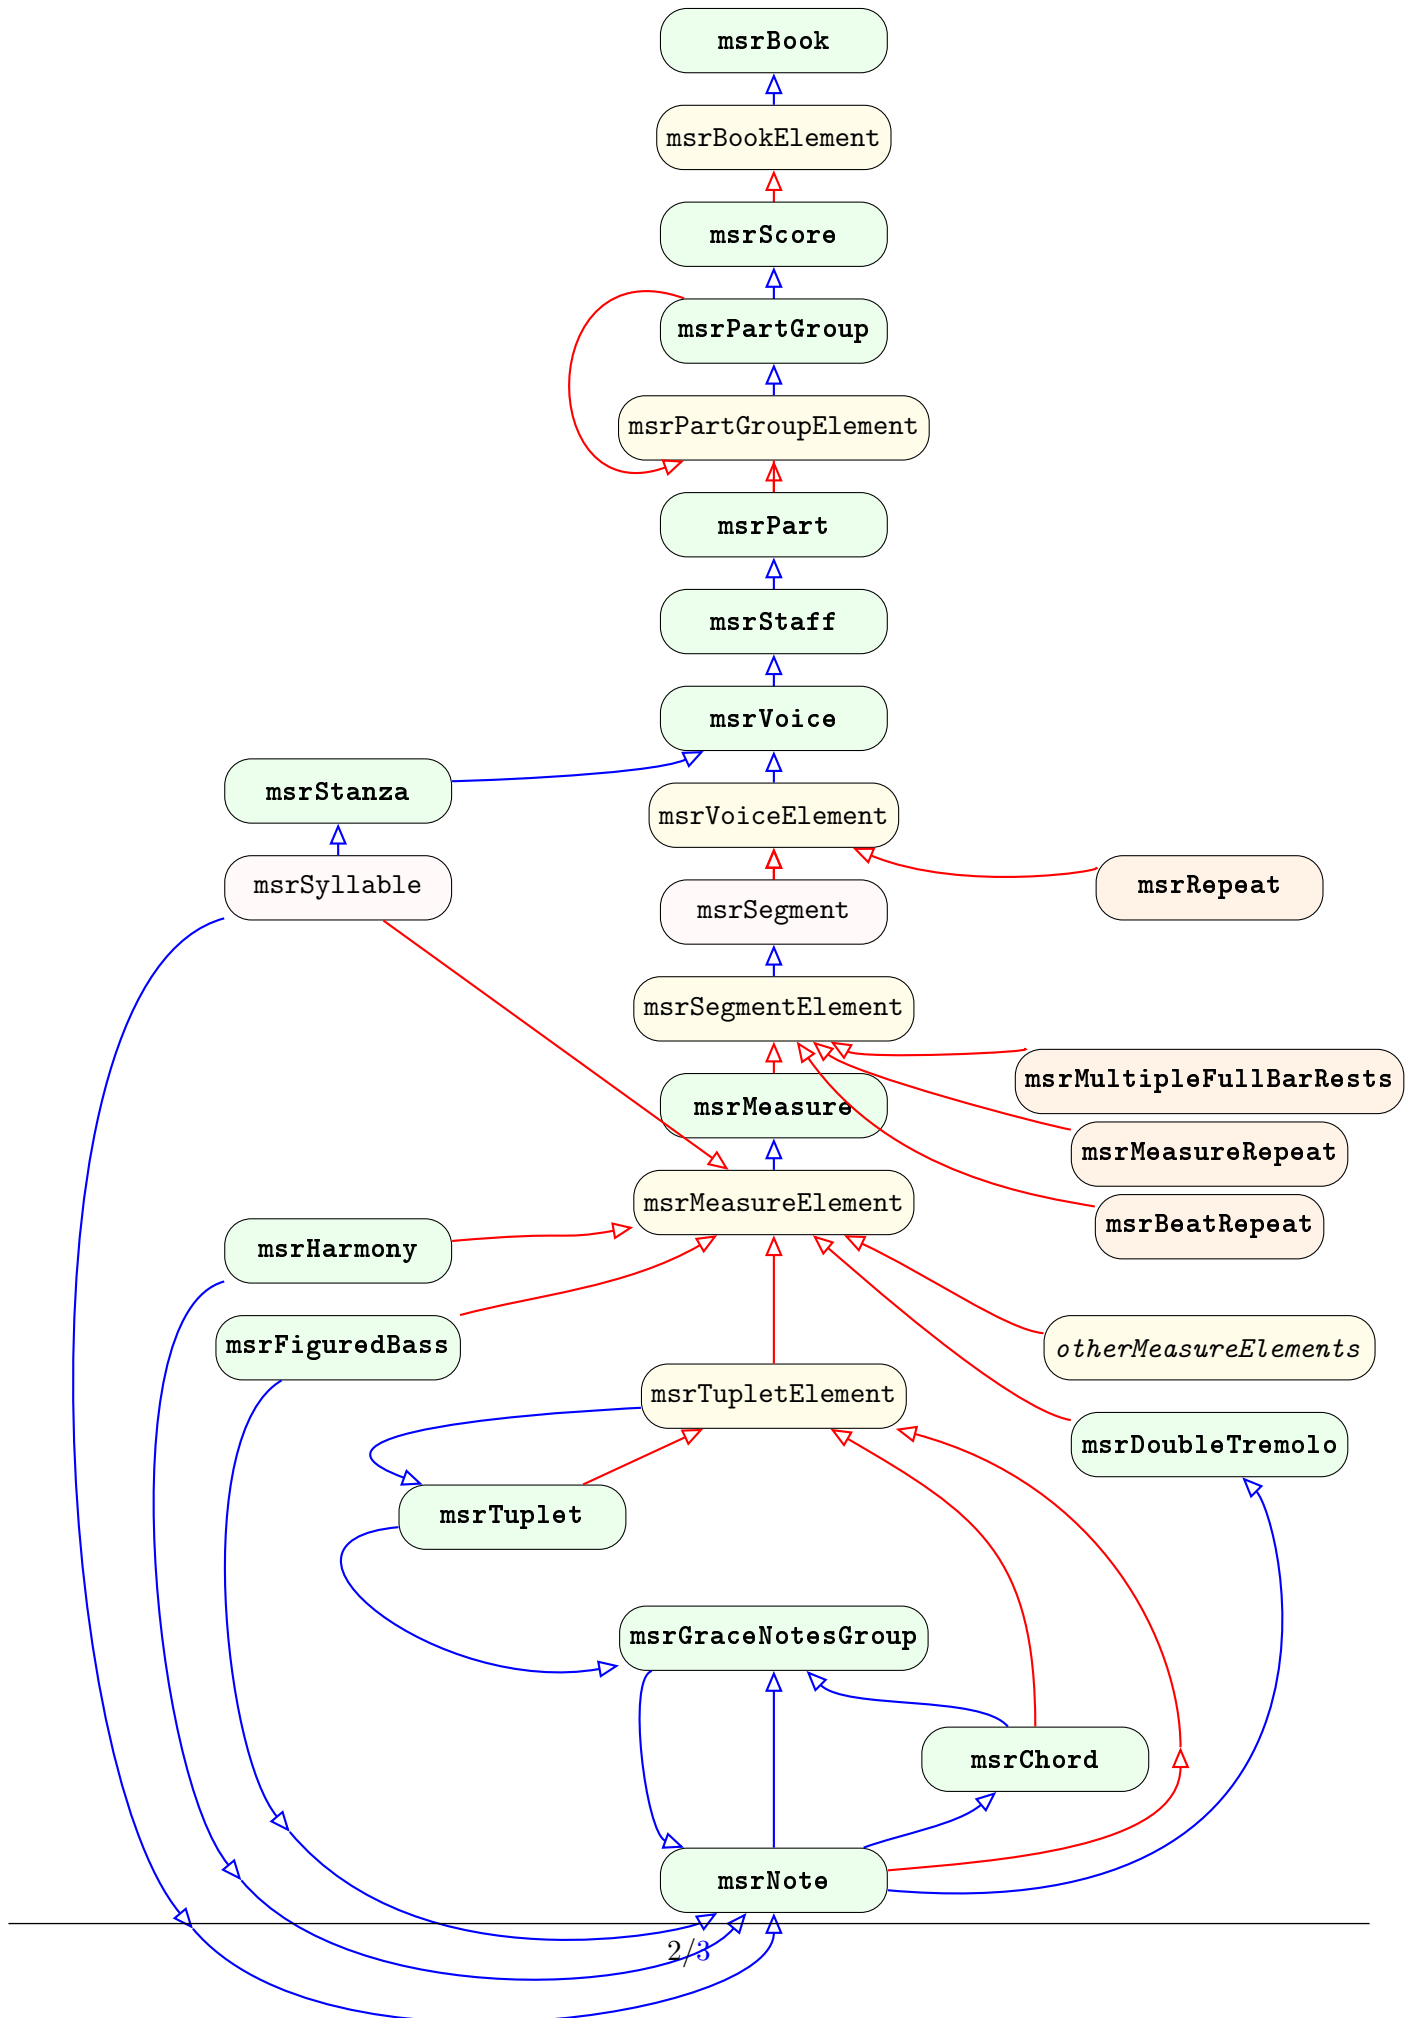 msrBook
msrBookElement
msrScore
msrPartGroup
msrPartGroupElement
msrPart
msrStaff
msrVoice
msrStanza
msrVoiceElement
msrSyllable
msrRepeat
msrSegment
msrSegmentElement
msrMultipleFullBarRests
msrMeasure
msrMeasureRepeat
msrMeasureElement
msrBeatRepeat
msrHarmony
msrFiguredBass
otherMeasureElements
msrTupletElement
msrDoubleTremolo
msrTuplet
msrGraceNotesGroup
msrChord
msrNote
2/3